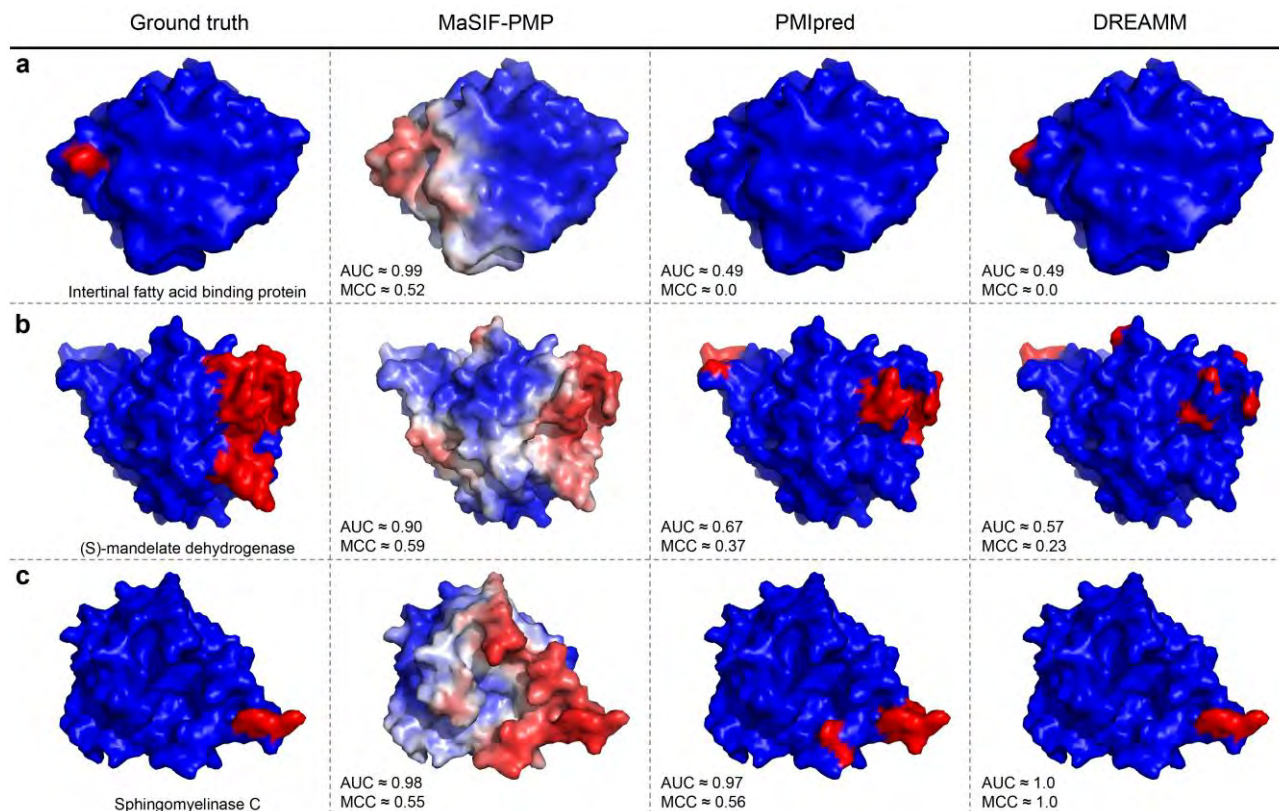 Ground truth
MaSIF-PMP
PMIpred
DREAMM
a
Intertinal fatty acid binding protein
AUC ≈ 0.99
MCC ≈ 0.52
AUC ≈ 0.49
MCC ≈ 0.0
AUC ≈ 0.49
MCC ≈ 0.0
b
(S)-mandelate dehydrogenase
AUC ≈ 0.90
MCC ≈ 0.59
AUC ≈ 0.67
MCC ≈ 0.37
AUC ≈ 0.57
MCC ≈ 0.23
c
Sphingomyelinase C
AUC ≈ 0.98
MCC ≈ 0.55
AUC ≈ 0.97
MCC ≈ 0.56
AUC ≈ 1.0
MCC ≈ 1.0